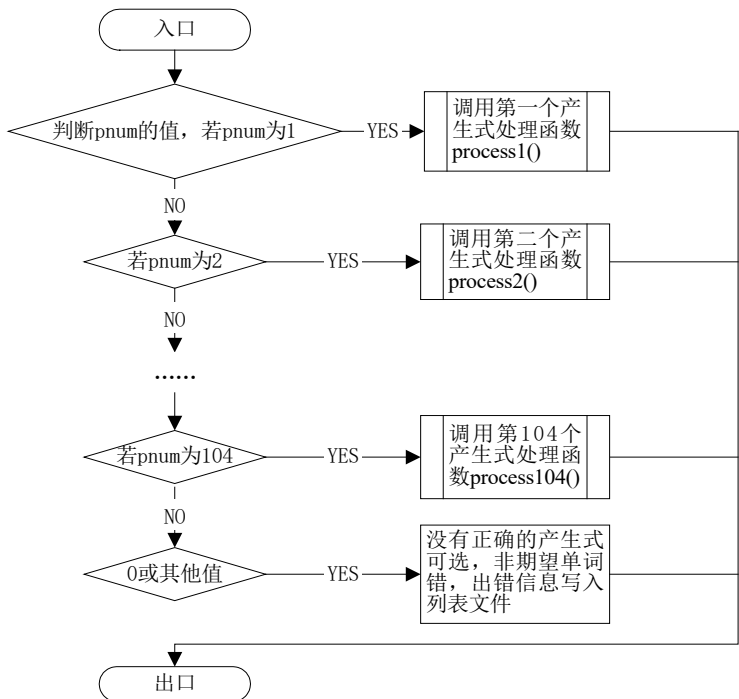 入口
判断pnum的值，若pnum为1
YES
调用第一个产
生式处理函数
process1()
NO
若pnum为2
YES
调用第二个产
生式处理函数
process2()
NO
……
若pnum为104
YES
调用第104个
产生式处理函
数process104()
NO
0或其他值
YES
没有正确的产生式
可选，非期望单词
错，出错信息写入
列表文件
出口